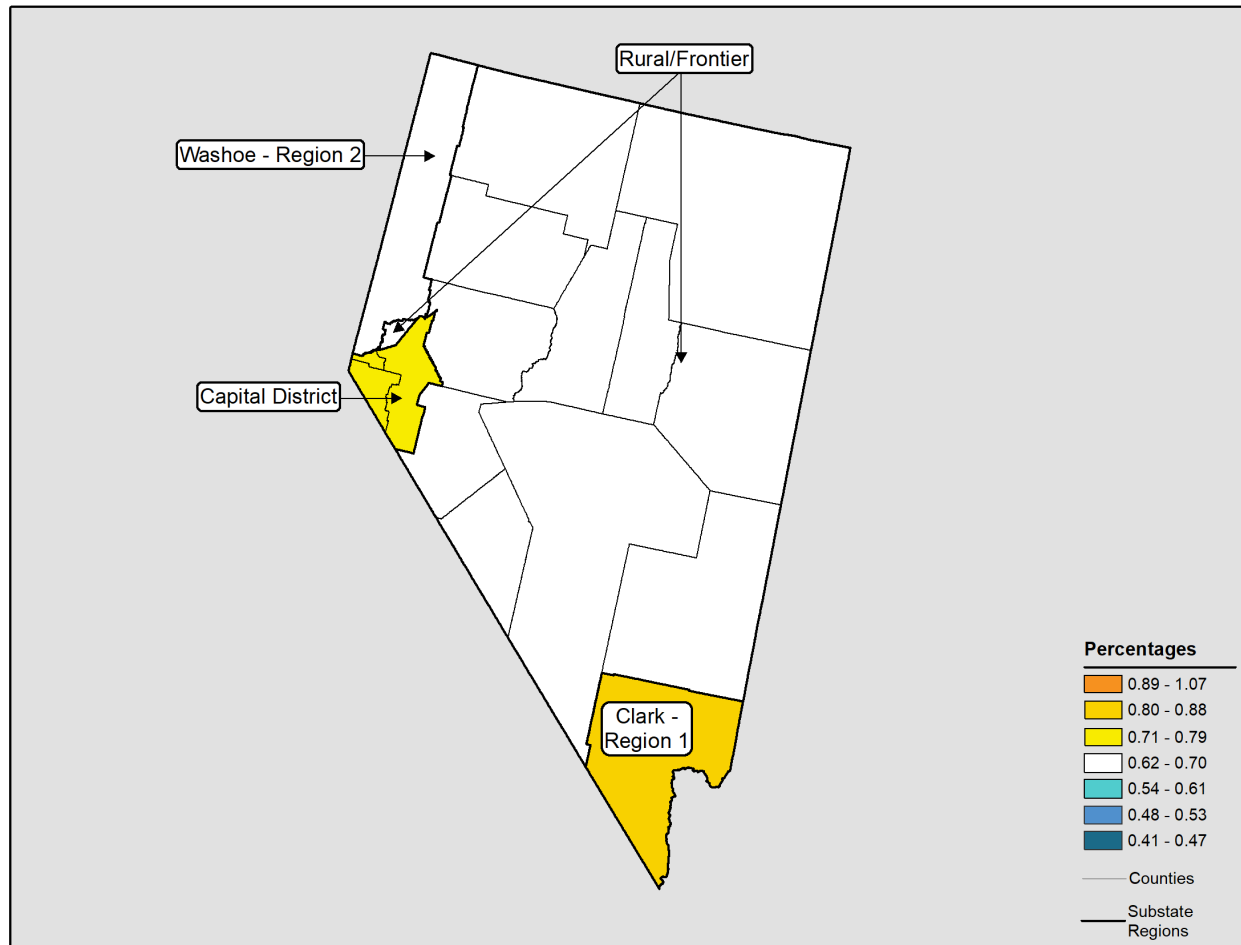 Rural/Frontier
Washoe - Region 2
Capital District
Clark -
Region 1
Percentages
0.89 - 1.07
0.80 - 0.88
0.71 - 0.79
0.62 - 0.70
0.54 - 0.61
0.48 - 0.53
0.41 - 0.47
Counties
Substate
Regions